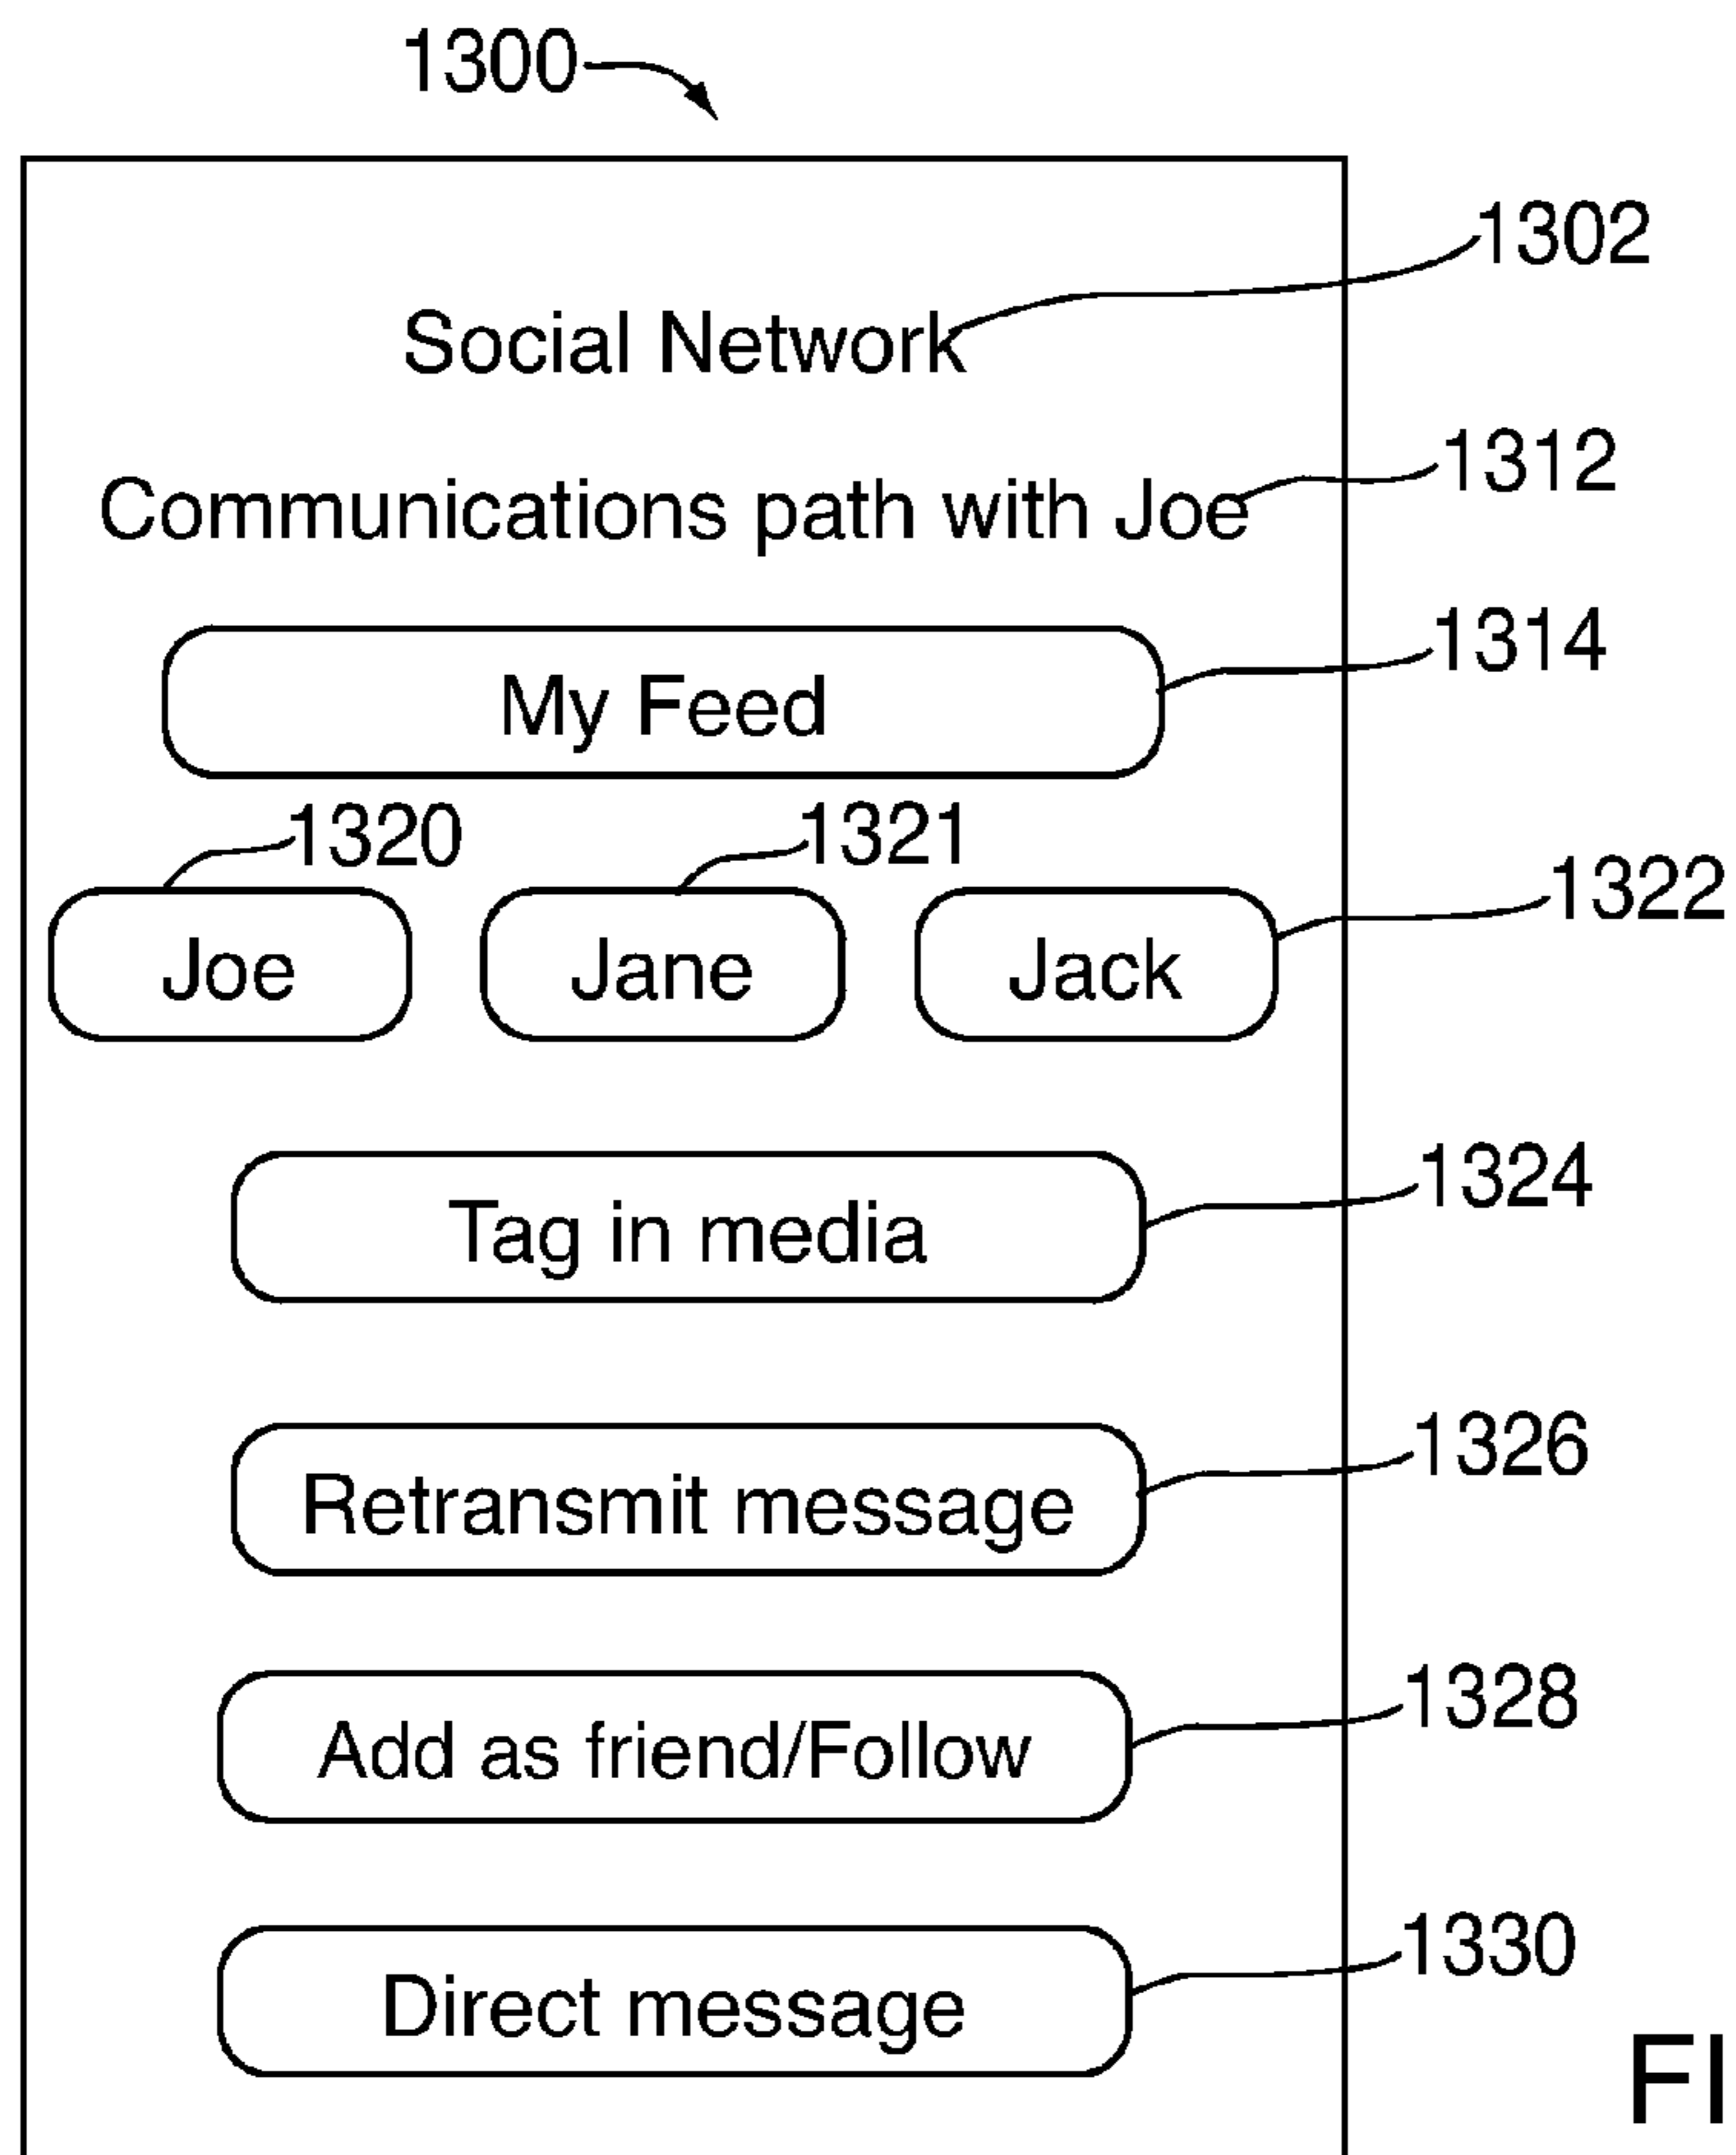 1300
1302
Social Network
1312
Communications path with Joe
1314
My Feed
1320 1321
1322
Joe Jane Jack
1324
Tag in media
1326
Retransmit message
1328
Add as friend/Follow
1330
Direct message
FI